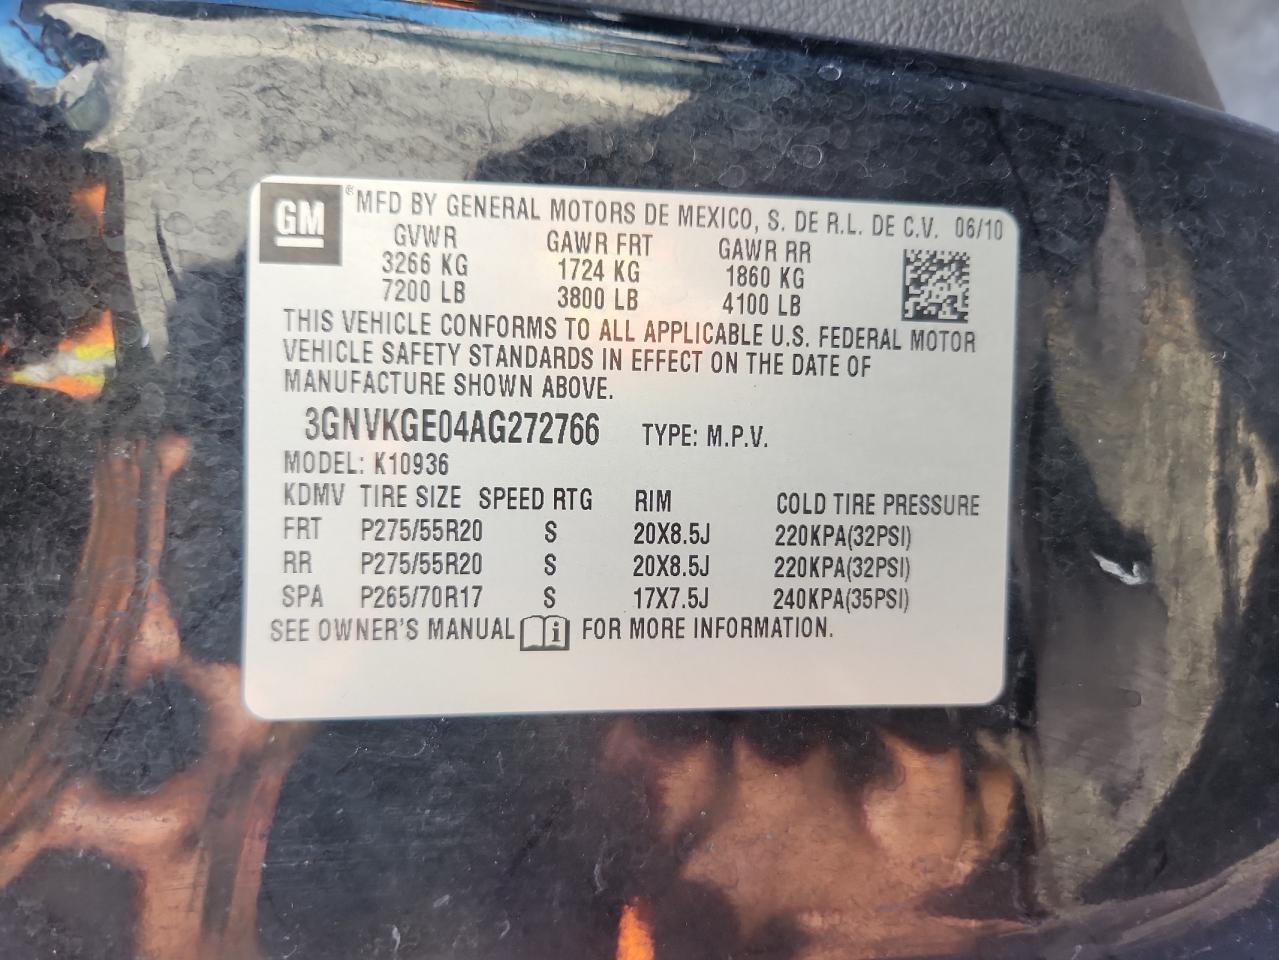 GM ® MFD BY GENERAL MOTORS DE MEXICO, S. DE R.L. DE C.V. 06/10
GVWR GAWR FRT GAWR RR
3266 KG 1724 KG 1860 KG
7200 LB 3800 LB 4100 LB
THIS VEHICLE CONFORMS TO ALL APPLICABLE U.S. FEDERAL MOTOR
VEHICLE SAFETY STANDARDS IN EFFECT ON THE DATE OF
MANUFACTURE SHOWN ABOVE.
3GNVKGE04AG272766 TYPE: M.P.V.
MODEL: K10936
KDMV TIRE SIZE SPEED RTG RIM COLD TIRE PRESSURE
FRT P275/55R20 S 20X8.5J 220KPA(32PSI)
RR P275/55R20 S 20X8.5J 220KPA(32PSI)
SPA P265/70R17 S 17X7.5J 240KPA(35PSI)
SEE OWNER'S MANUAL i FOR MORE INFORMATION.